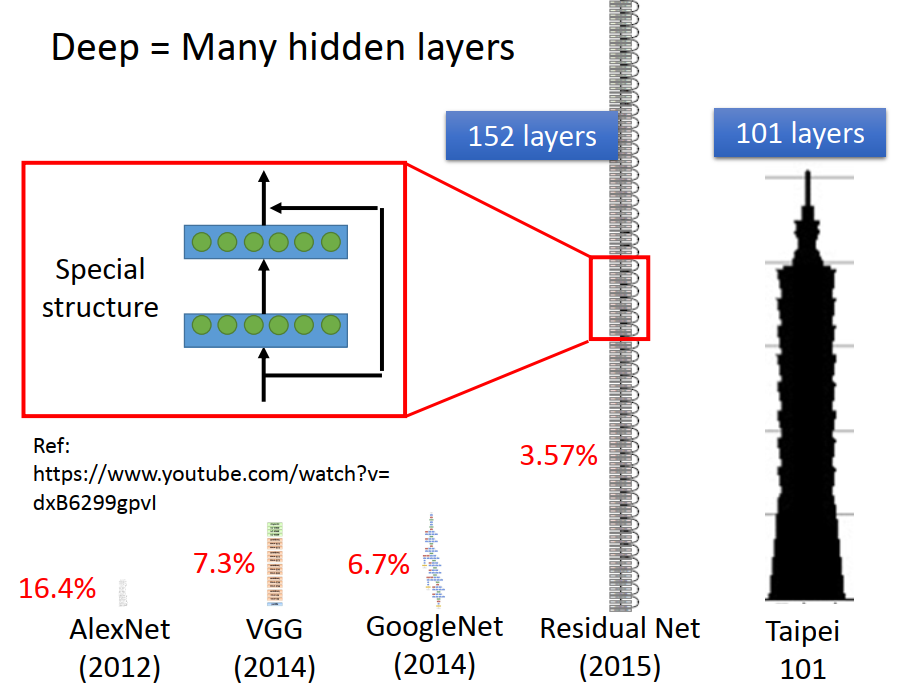 Deep = Many hidden layers
152 layers
101 layers
Special
structure
Ref:
https://www.youtube.com/watch?v=
dxB6299gpvI
3.57%
16.4%
7.3%
6.7%
AlexNet
(2012)
VGG
(2014)
GoogleNet
(2014)
Residual Net
(2015)
Taipei
101